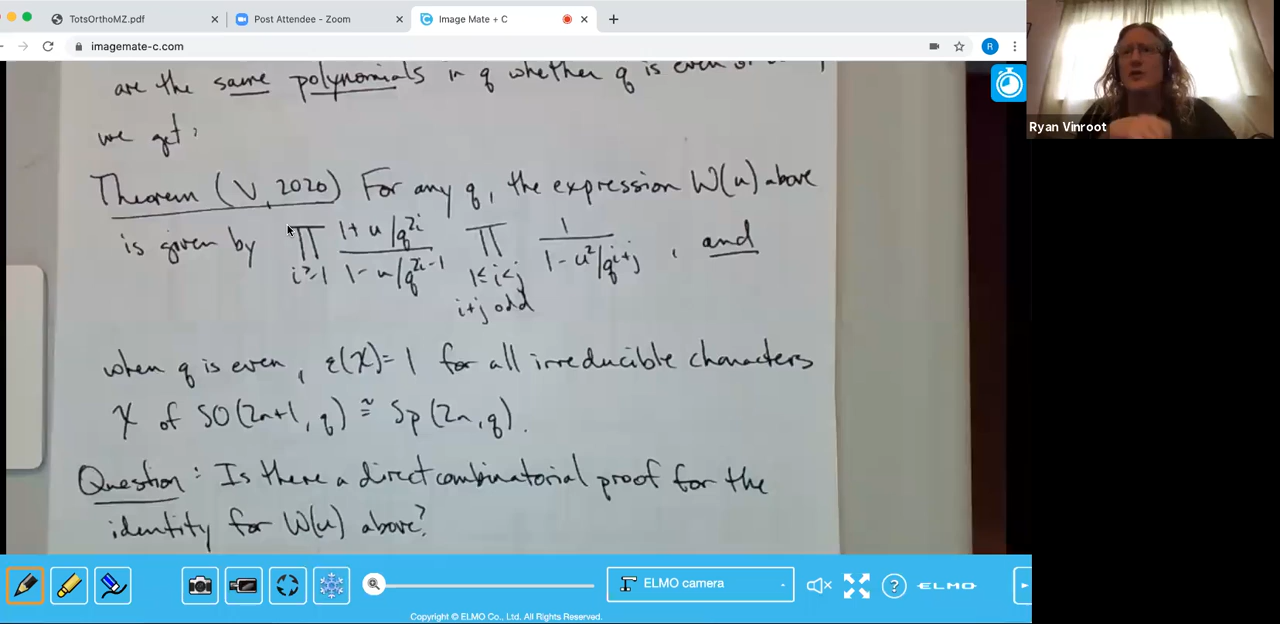 TotsOrthoMZ.pdf
Post Attendee - Zoom
Image Mate + C
imagemate-c.com
R
are the same polynomials in q whether q is even or
we get:
Ryan Vinroot
Theorem (V, 2020) For any q, the expression W(u) above
is given by ∏_{i≥1} (1+u/q^{2i})/(1-u/q^{2i-1}) ∏_{1≤i<j, i+j odd} 1/(1-u²/q^{i+j}), and
when q is even, ε(χ)=1 for all irreducible characters
χ of SO(2n+1, q) ≅ Sp(2n, q).
Question: Is there a direct combinatorial proof for the
identity for W(u) above?
ELMO camera
ELMO
Copyright © ELMO Co., Ltd. All Rights Reserved.